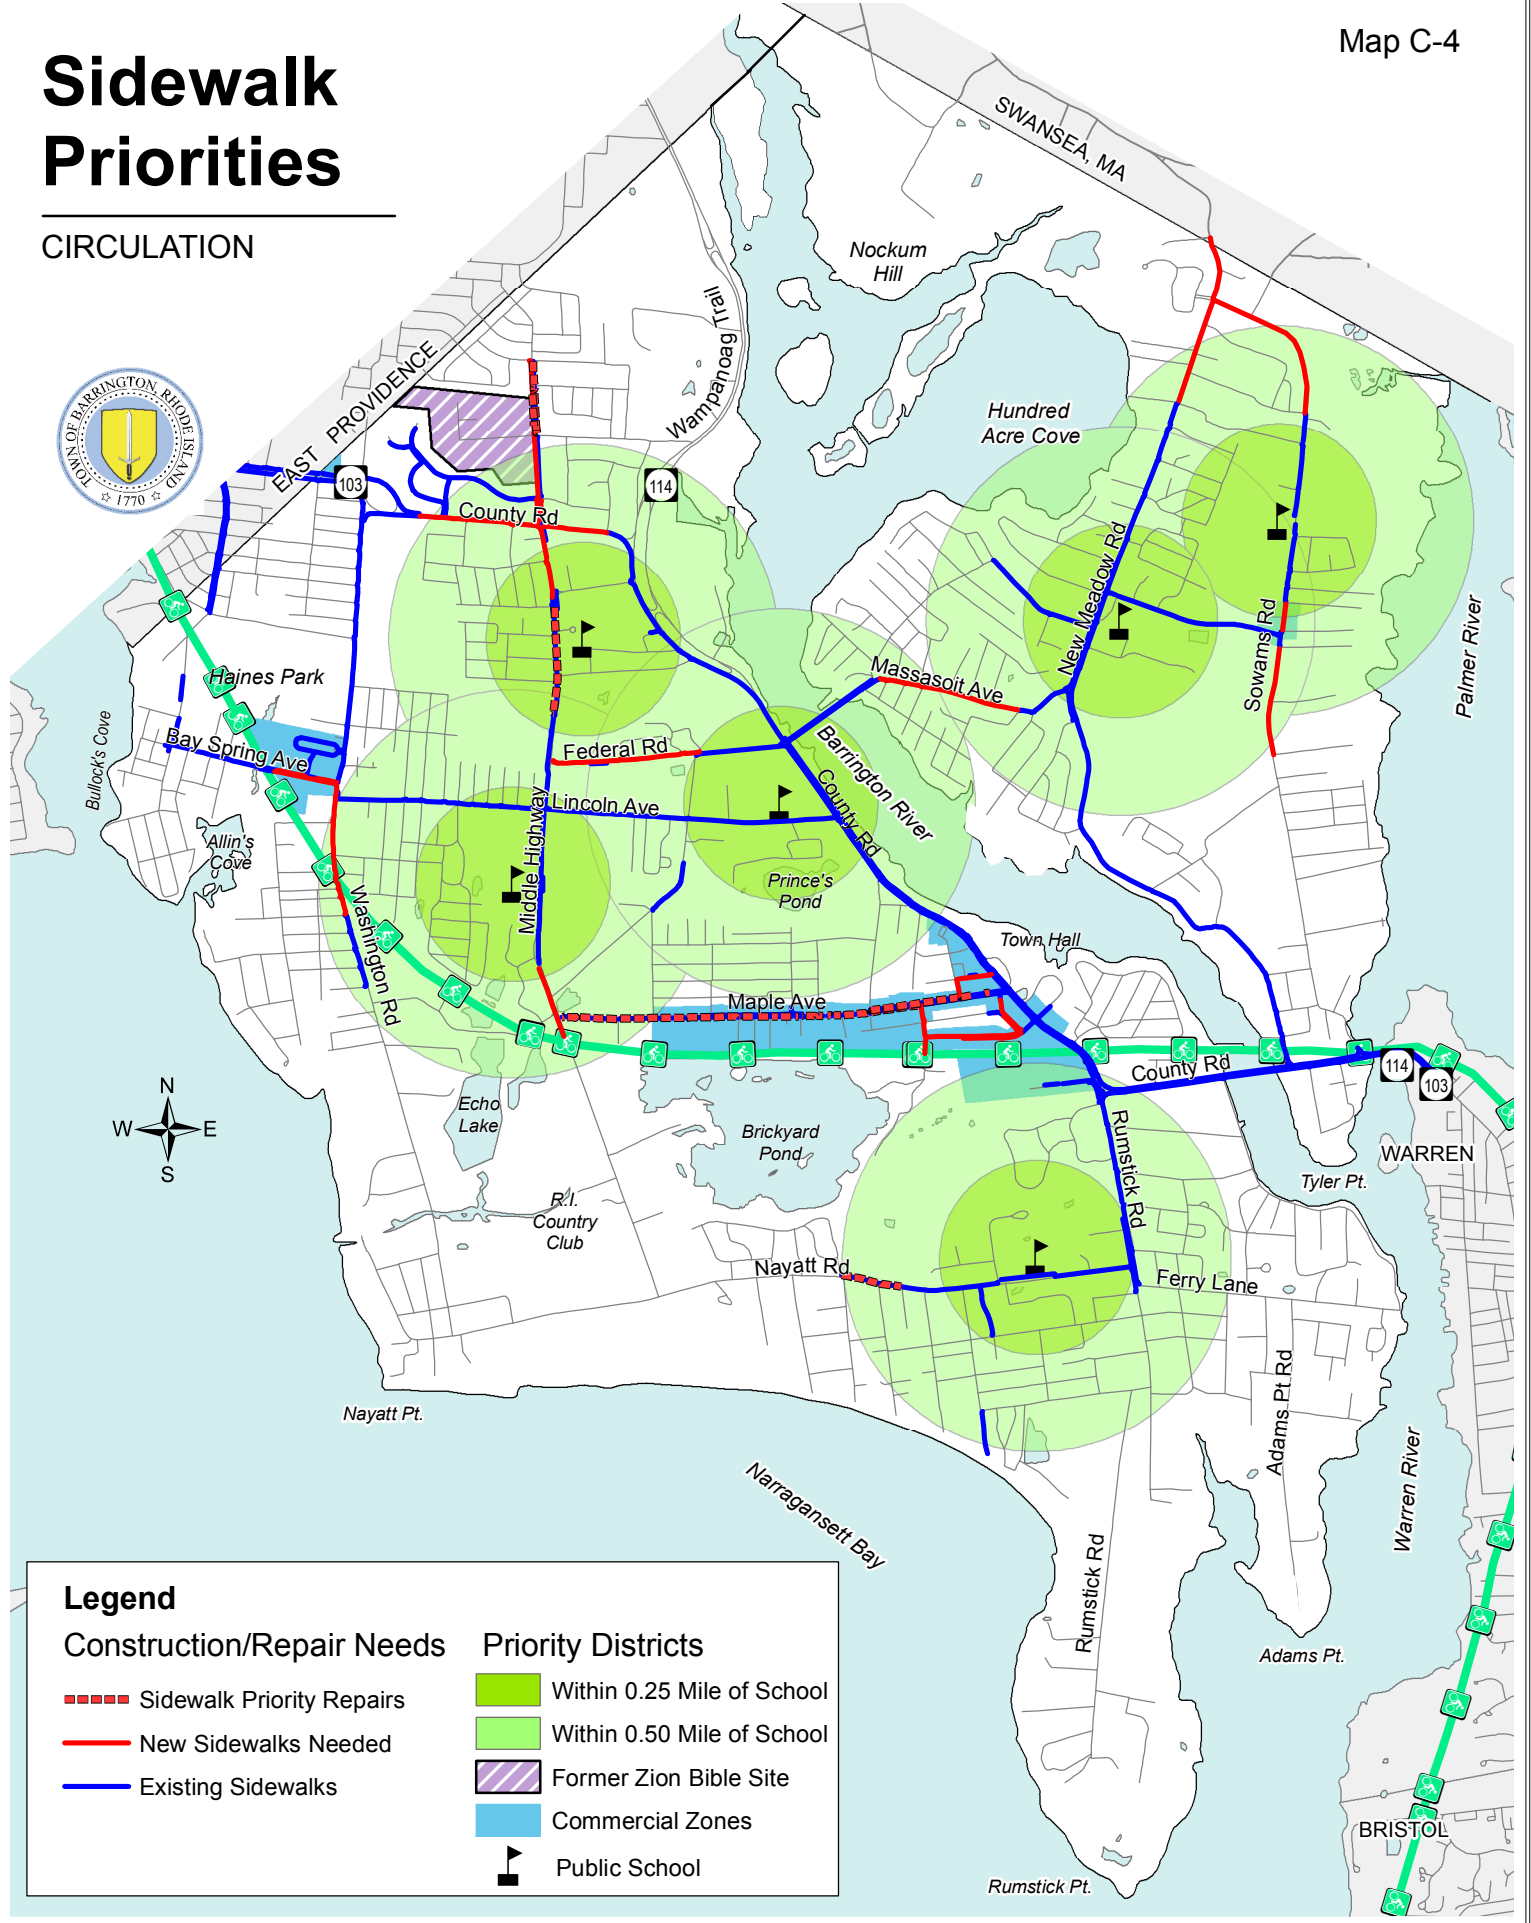 Map C-4
Sidewalk
Priorities
CIRCULATION
SWANSEA, MA
Nockum
Hill
Wampanoag Trail
EAST PROVIDENCE
TOWN OF BARRINGTON, RHODE ISLAND
☆ 1770 ☆
Hundred
Acre Cove
103
114
County Rd
New Meadow Rd
Sowams Rd
Palmer River
Haines Park
Massasoit Ave
Bullock's Cove
Bay Spring Ave
Federal Rd
Barrington River
County Rd
Lincoln Ave
Middle Highway
Allin's
Cove
Prince's
Pond
Washington Rd
Town Hall
Maple Ave
County Rd
114
103
Echo
Lake
Brickyard
Pond
Rumstick Rd
WARREN
Tyler Pt.
N
W
E
S
R.I.
Country
Club
Nayatt Rd
Ferry Lane
Adams Pt Rd
Nayatt Pt.
Narragansett Bay
Warren River
Rumstick Rd
Adams Pt.
Legend
Construction/Repair Needs
Sidewalk Priority Repairs
New Sidewalks Needed
Existing Sidewalks
Priority Districts
Within 0.25 Mile of School
Within 0.50 Mile of School
Former Zion Bible Site
Commercial Zones
Public School
BRISTOL
Rumstick Pt.